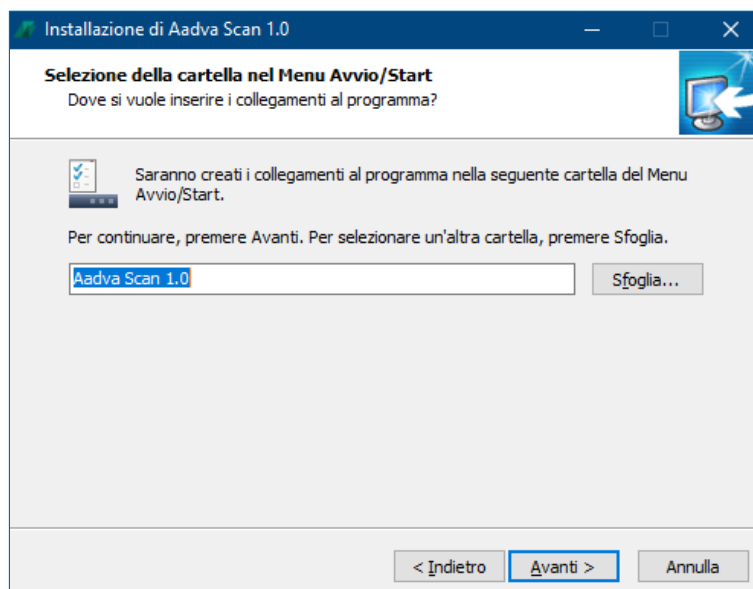 Installazione di Aadva Scan 1.0
Selezione della cartella nel Menu Avvio/Start
Dove si vuole inserire i collegamenti al programma?
Saranno creati i collegamenti al programma nella seguente cartella del Menu
Avvio/Start.
Per continuare, premere Avanti. Per selezionare un'altra cartella, premere Sfoglia.
Aadva Scan 1.0
Sfoglia...
< Indietro
Avanti >
Annulla